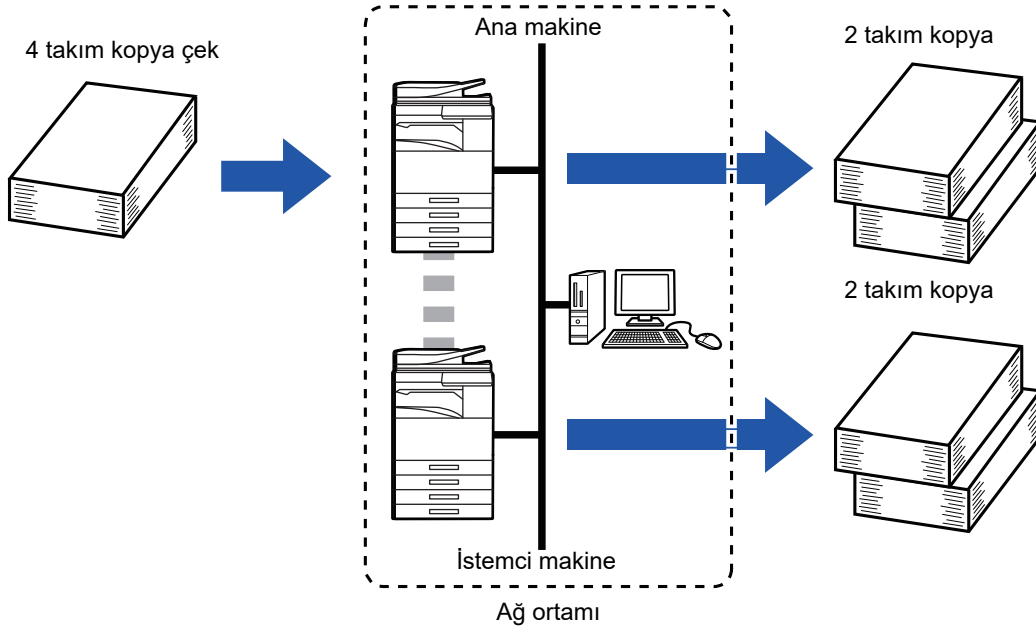 4 takım kopya çek
Ana makine
2 takım kopya
2 takım kopya
İstemci makine
Ağ ortamı